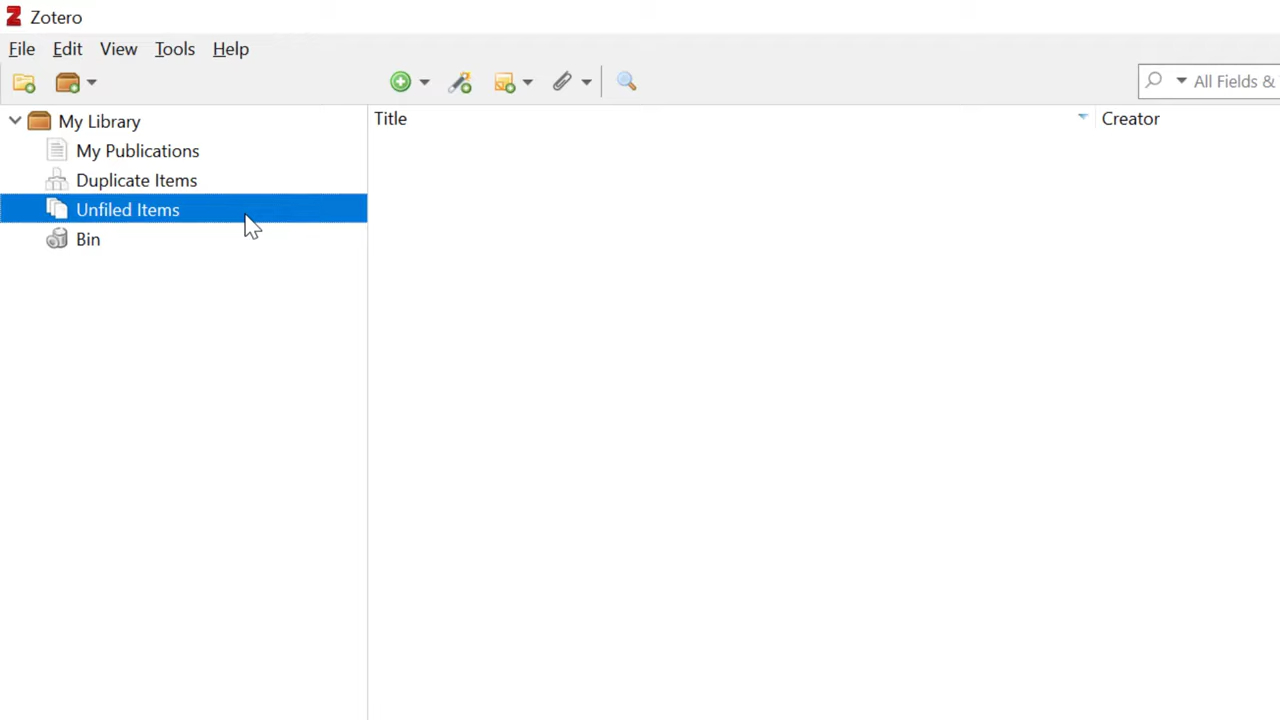 Zotero
File Edit View Tools Help
All Fields &
My Library
Title Creator
My Publications
Duplicate Items
Unfiled Items
Bin